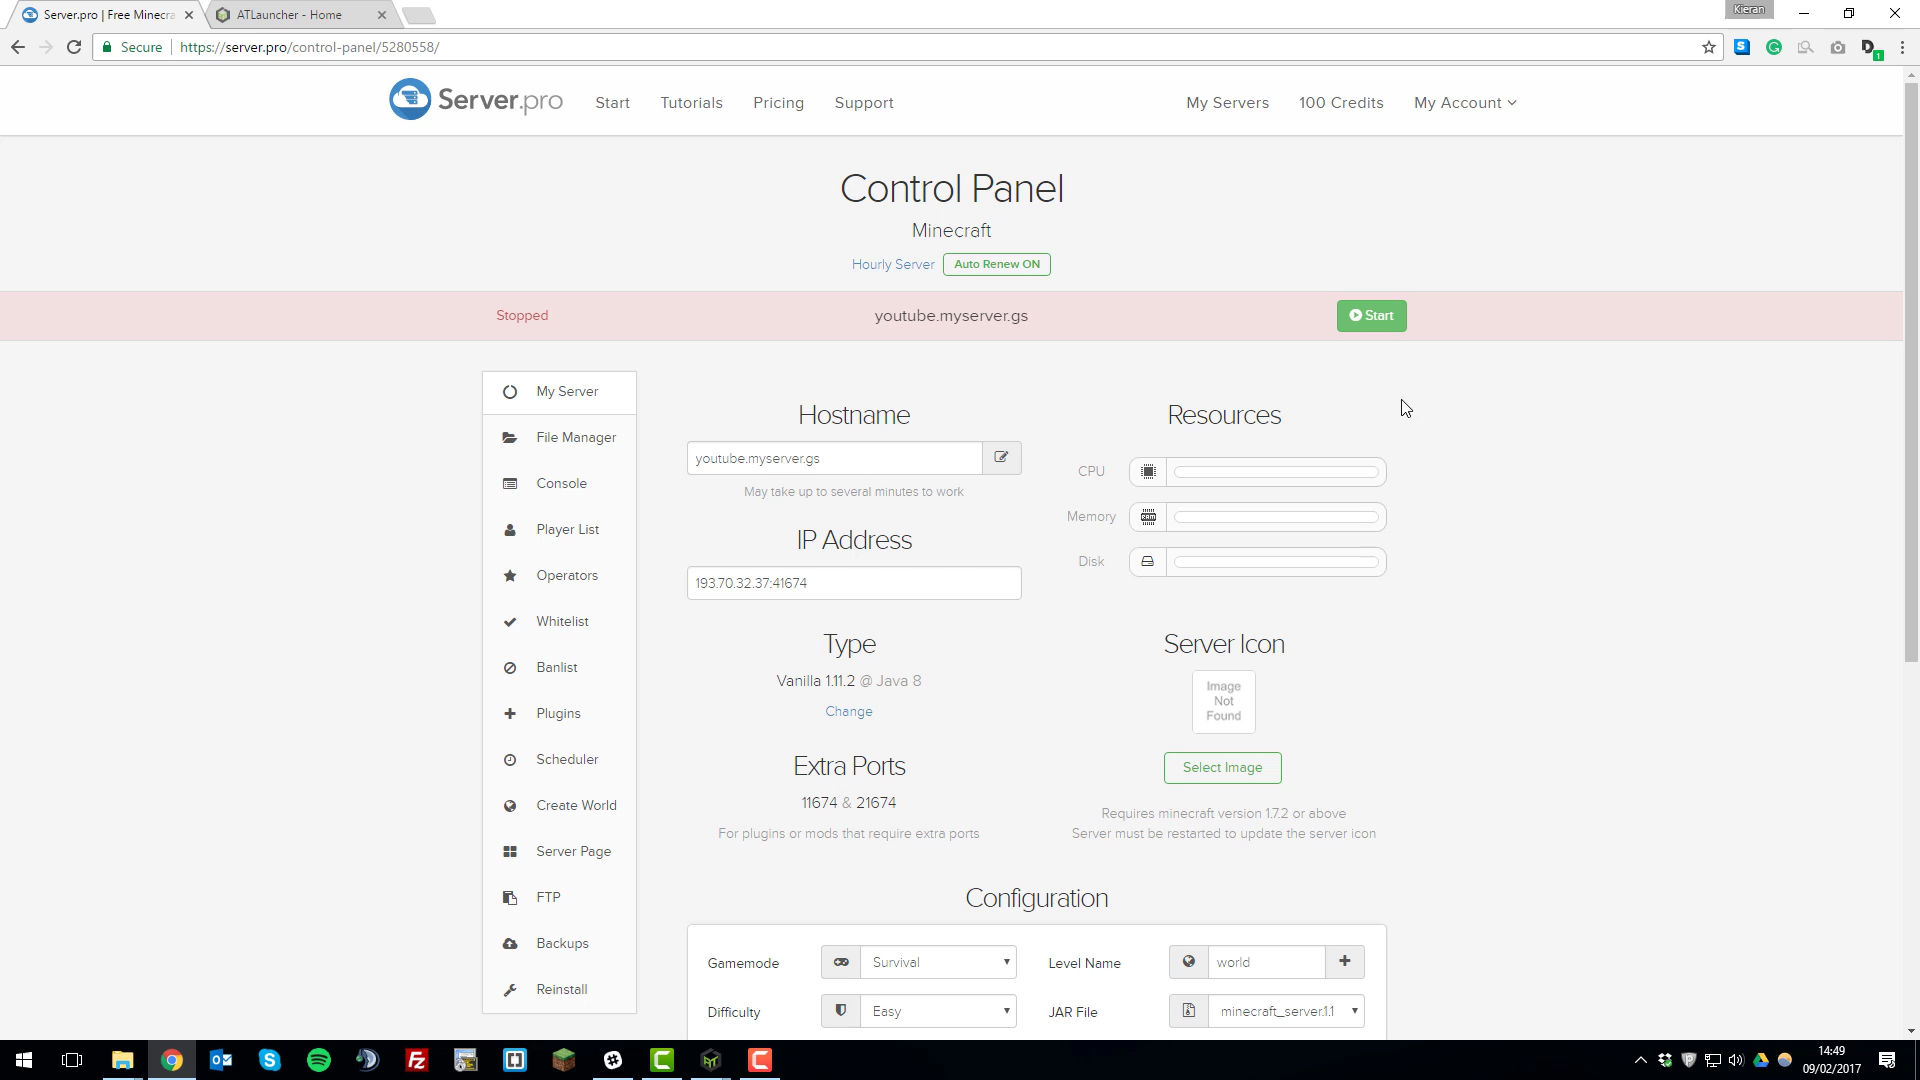 Server.pro | Free Minecra
ATLauncher - Home
Kieran
Secure
https://server.pro/control-panel/5280558/
Server.pro
Start
Tutorials
Pricing
Support
My Servers
100 Credits
My Account
Control Panel
Minecraft
Hourly Server
Auto Renew ON
Stopped
youtube.myserver.gs
Start
My Server
File Manager
Console
Player List
Operators
Whitelist
Banlist
Plugins
Scheduler
Create World
Server Page
FTP
Backups
Reinstall
Hostname
youtube.myserver.gs
May take up to several minutes to work
IP Address
193.70.32.37:41674
Type
Vanilla 1.11.2 @ Java 8
Change
Extra Ports
11674 & 21674
For plugins or mods that require extra ports
Resources
CPU
Memory
RAM
Disk
Server Icon
Image
Not
Found
Select Image
Requires minecraft version 1.7.2 or above
Server must be restarted to update the server icon
Configuration
Gamemode
Survival
Level Name
world
Difficulty
Easy
JAR File
minecraft_server.1.1
14:49
09/02/2017